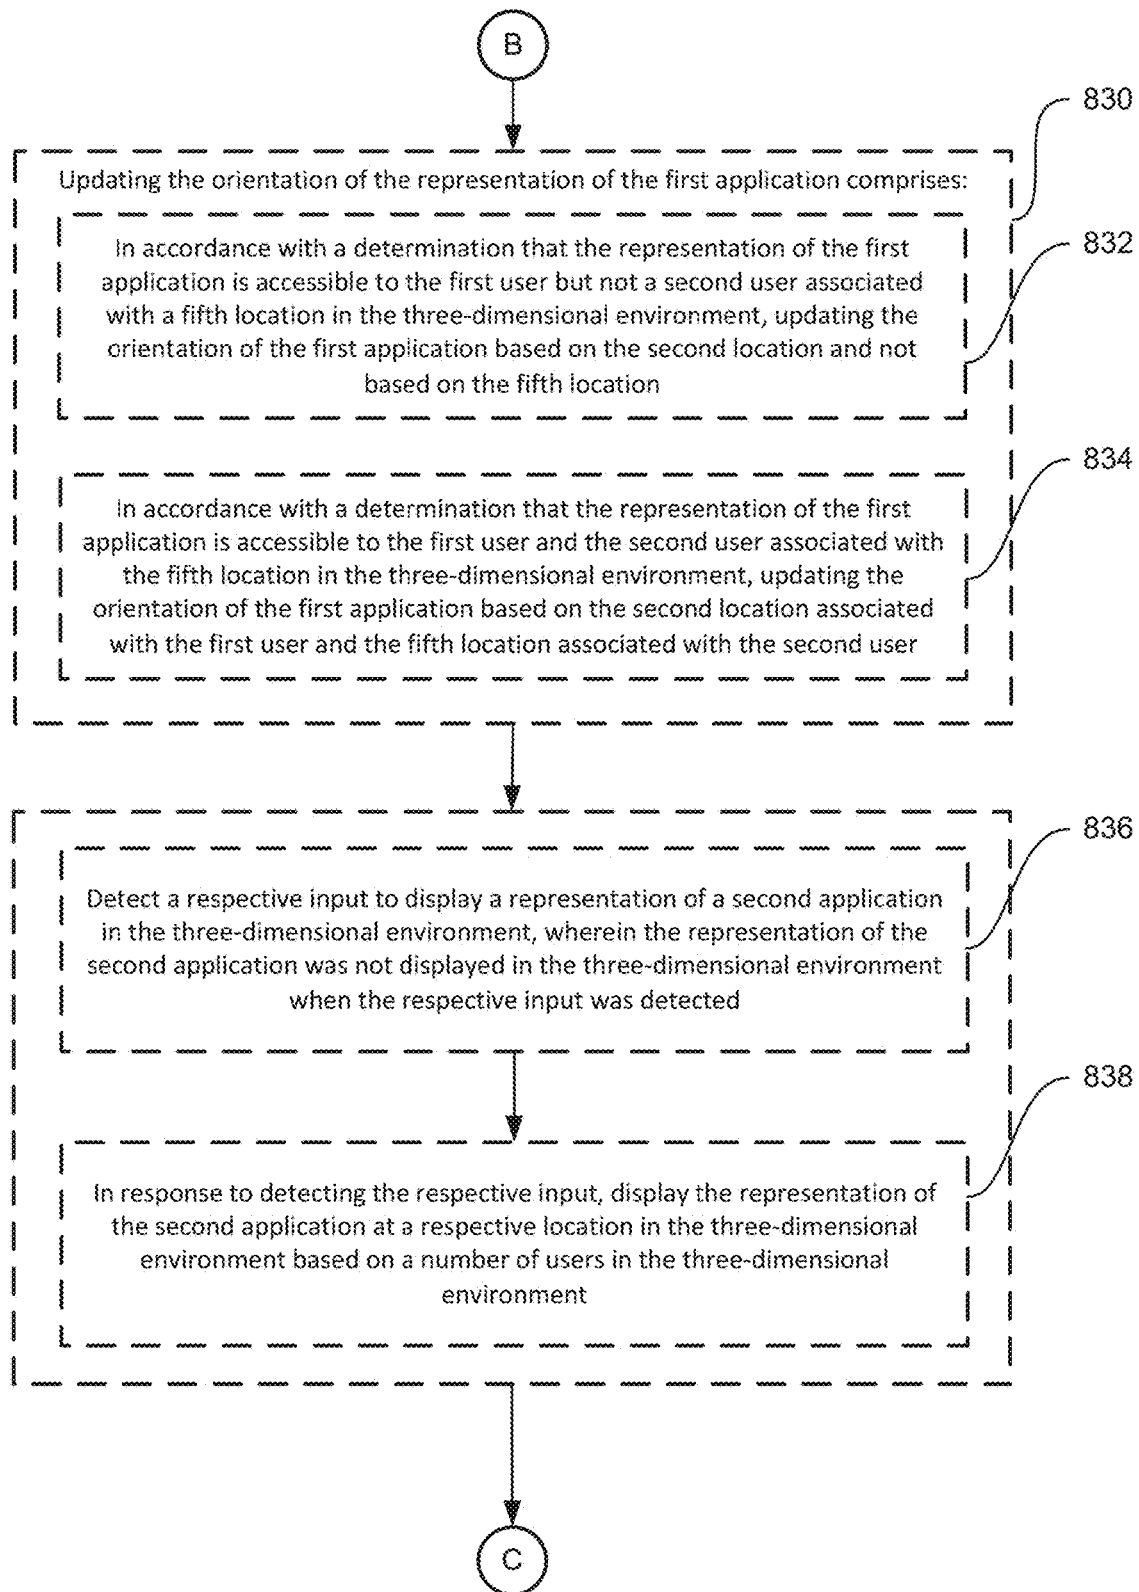 B
830
Updating the orientation of the representation of the first application comprises:
832
In accordance with a determination that the representation of the first
application is accessible to the first user but not a second user associated
with a fifth location in the three-dimensional environment, updating the
orientation of the first application based on the second location and not
based on the fifth location
834
In accordance with a determination that the representation of the first
application is accessible to the first user and the second user associated with
the fifth location in the three-dimensional environment, updating the
orientation of the first application based on the second location associated
with the first user and the fifth location associated with the second user
836
Detect a respective input to display a representation of a second application
in the three-dimensional environment, wherein the representation of the
second application was not displayed in the three-dimensional environment
when the respective input was detected
838
In response to detecting the respective input, display the representation of
the second application at a respective location in the three-dimensional
environment based on a number of users in the three-dimensional
environment
C